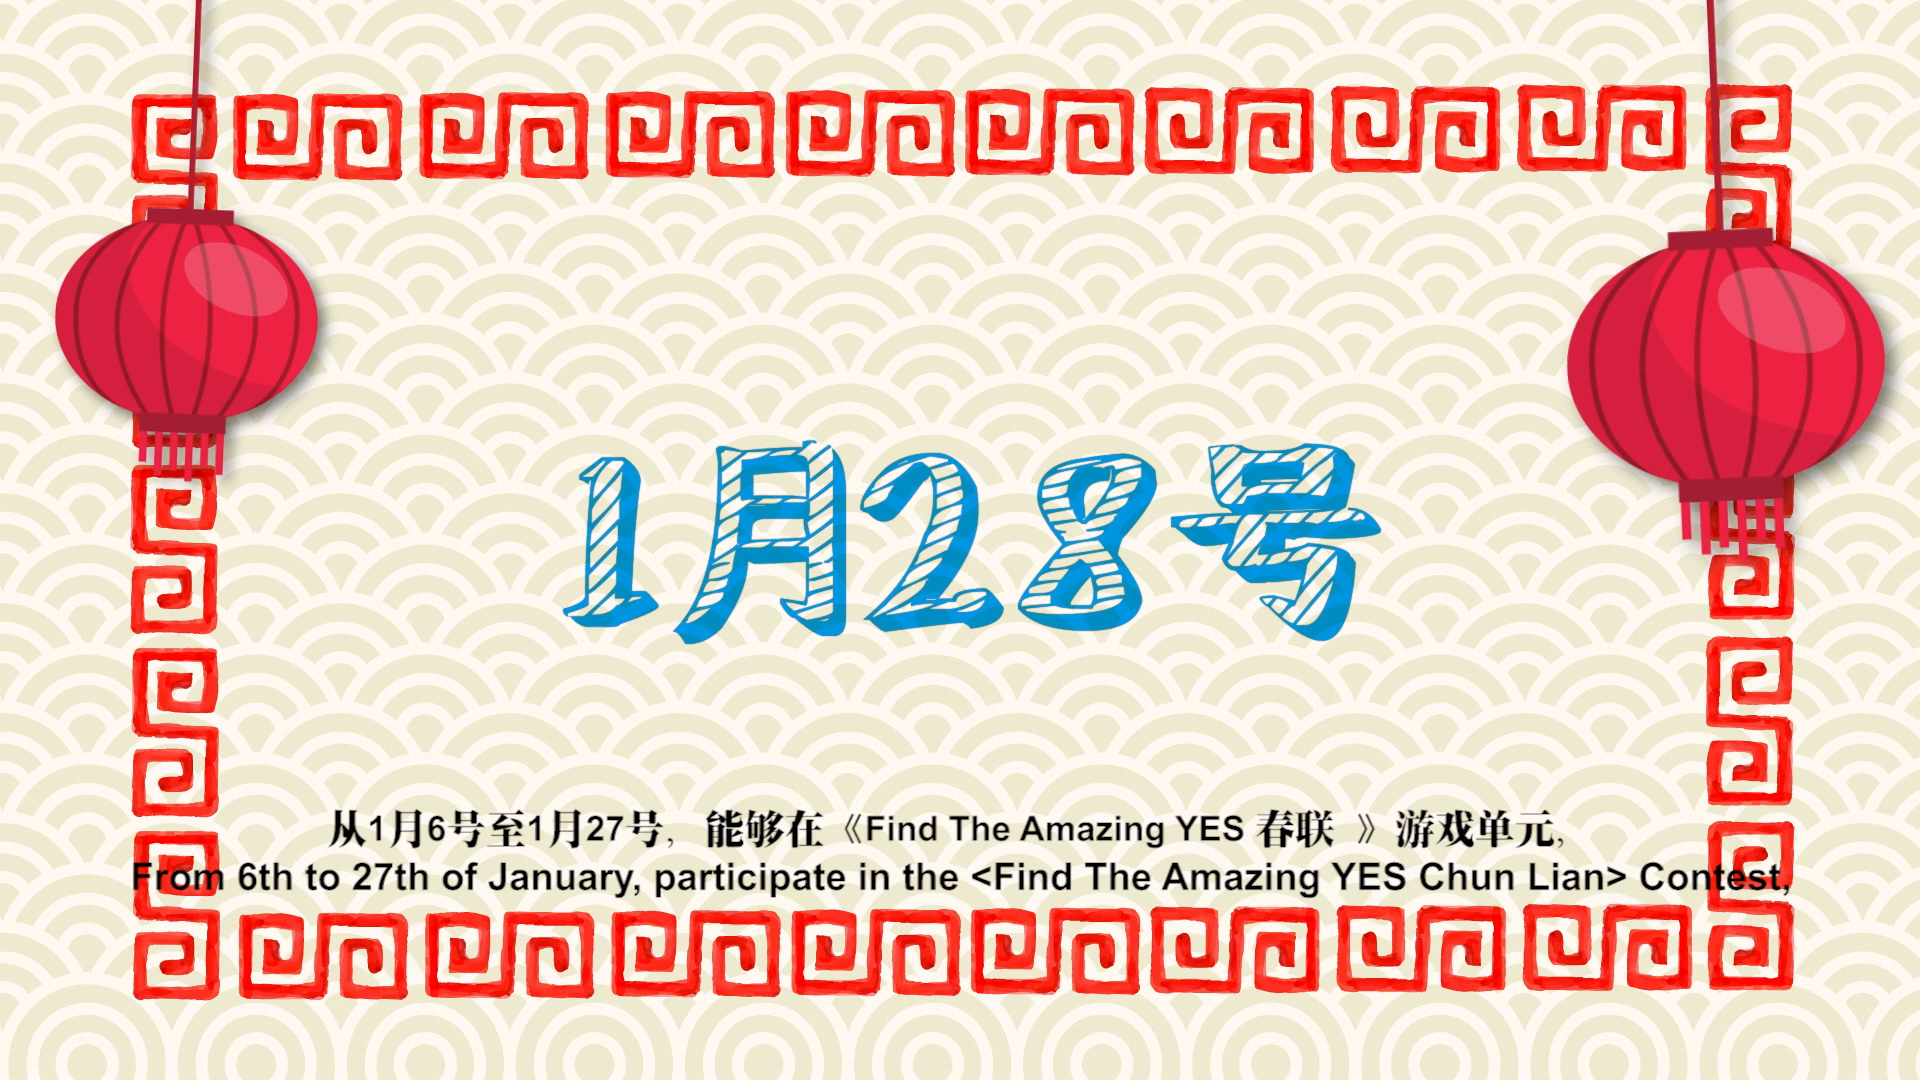 1月28号
从1月6号至1月27号，能够在《Find The Amazing YES 春联 》游戏单元，
From 6th to 27th of January, participate in the <Find The Amazing YES Chun Lian> Contest,